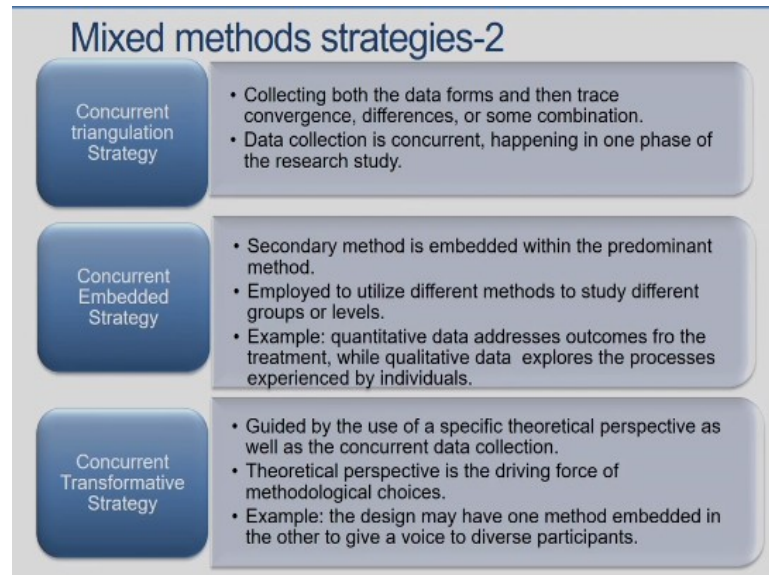 Mixed methods strategies-2
Concurrent
triangulation
Strategy
• Collecting both the data forms and then trace
convergence, differences, or some combination.
• Data collection is concurrent, happening in one phase of
the research study.
Concurrent
Embedded
Strategy
• Secondary method is embedded within the predominant
method.
• Employed to utilize different methods to study different
groups or levels.
• Example: quantitative data addresses outcomes fro the
treatment, while qualitative data explores the processes
experienced by individuals.
Concurrent
Transformative
Strategy
• Guided by the use of a specific theoretical perspective as
well as the concurrent data collection.
• Theoretical perspective is the driving force of
methodological choices.
• Example: the design may have one method embedded in
the other to give a voice to diverse participants.